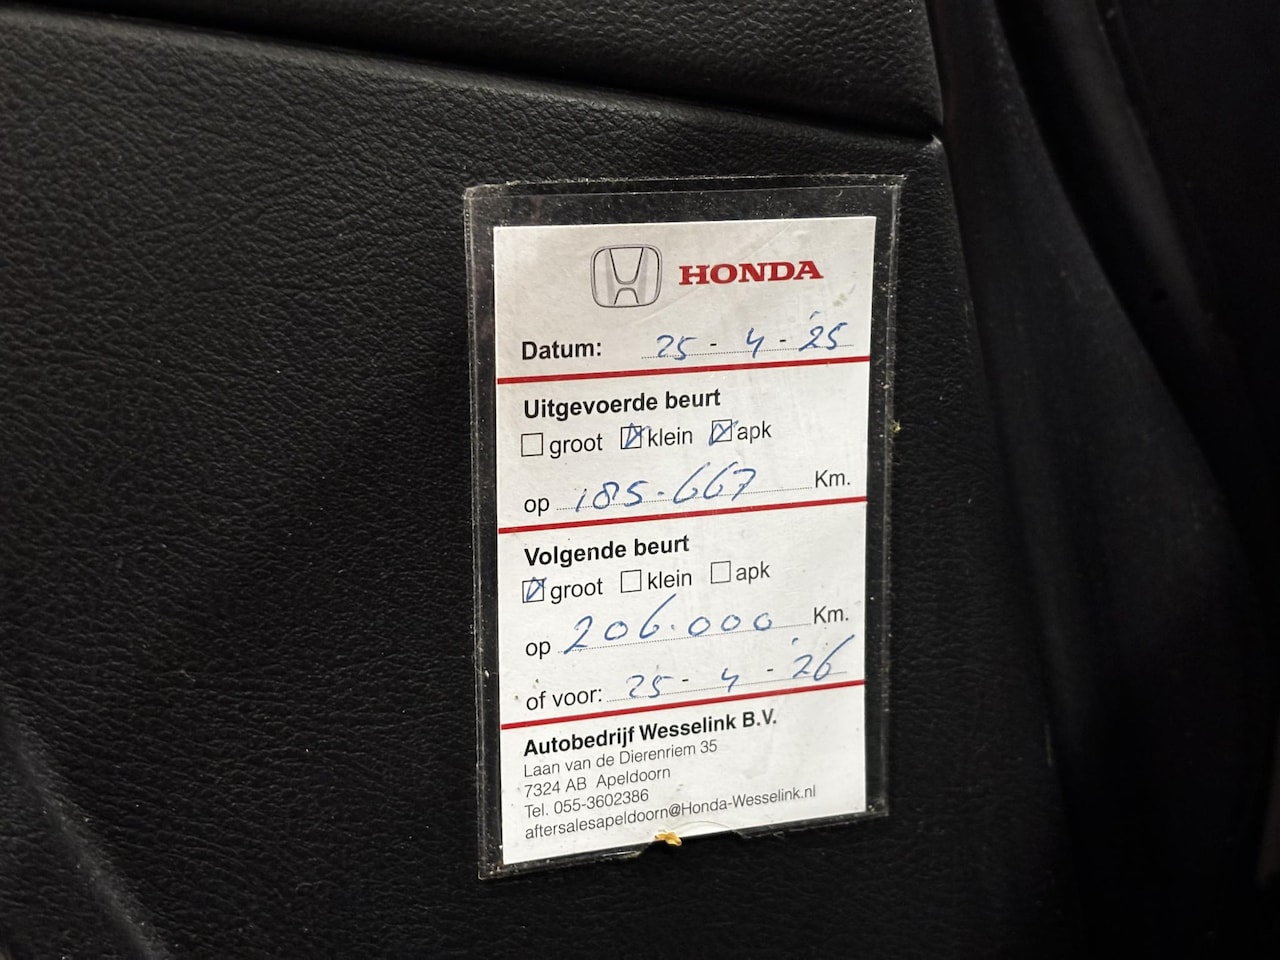 HONDA
Datum: 25 - 4 - '25
Uitgevoerde beurt
groot klein apk
op 185.667 Km.
Volgende beurt
groot klein apk
op 206.000 Km.
of voor: 25 - 4 - '26
Autobedrijf Wesselink B.V.
Laan van de Dierenriem 35
7324 AB Apeldoorn
Tel. 055-3602386
aftersalesapeldoorn@Honda-Wesselink.nl